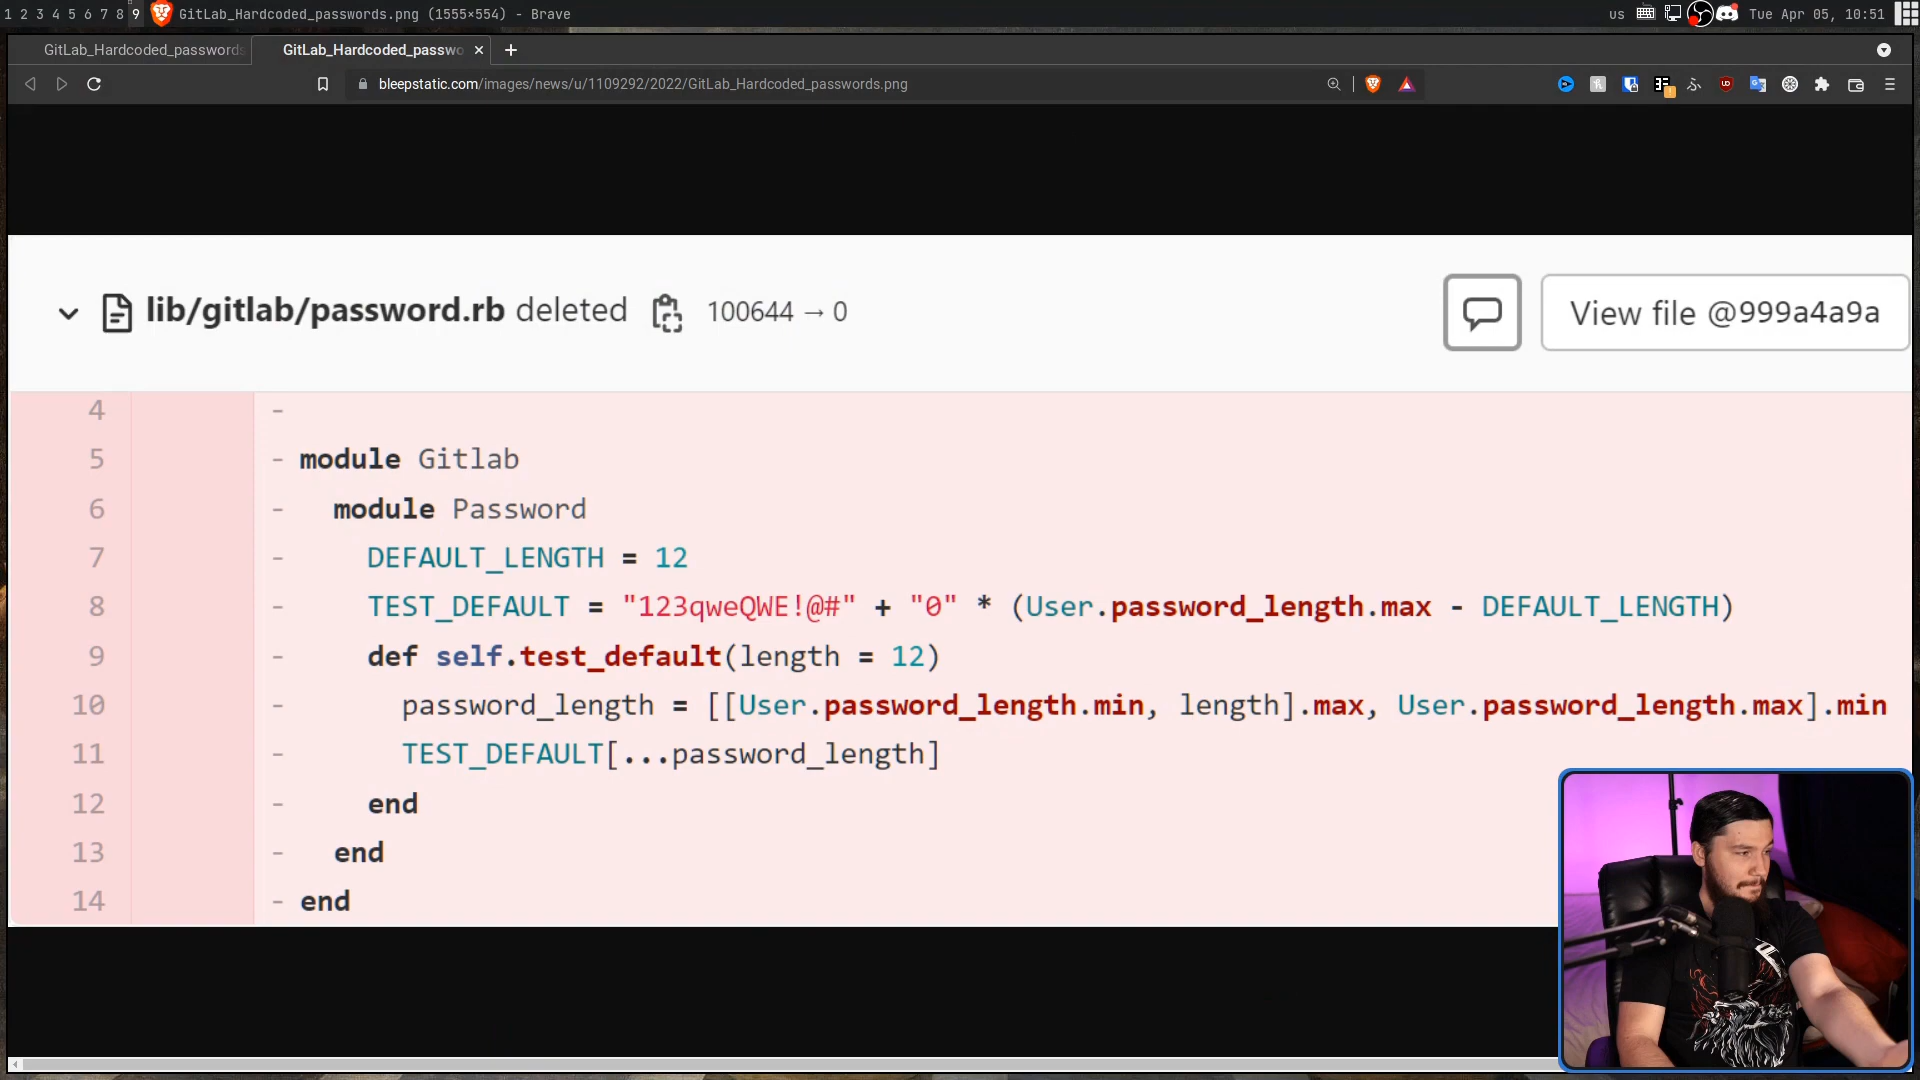 1 2 3 4 5 6 7 8 9 GitLab_Hardcoded_passwords.png (1555×554) - Brave
us Tue Apr 05, 10:51
GitLab_Hardcoded_passwords
GitLab_Hardcoded_passwo
bleepstatic.com/images/news/u/1109292/2022/GitLab_Hardcoded_passwords.png
lib/gitlab/password.rb deleted 100644 → 0
View file @999a4a9a
4 -
5 - module Gitlab
6 - module Password
7 - DEFAULT_LENGTH = 12
8 - TEST_DEFAULT = "123qweQWE!@#" + "0" * (User.password_length.max - DEFAULT_LENGTH)
9 - def self.test_default(length = 12)
10 - password_length = [[User.password_length.min, length].max, User.password_length.max].min
11 - TEST_DEFAULT[...password_length]
12 - end
13 - end
14 - end